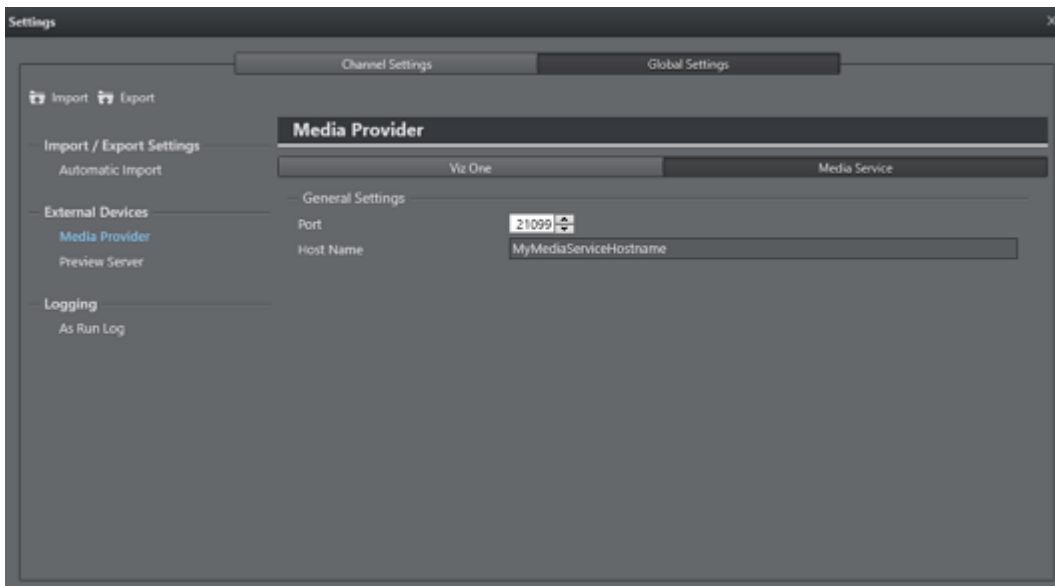 Settings
X
Channel Settings Global Settings
Import Export
Media Provider
Import / Export Settings
Automatic Import
Viz One Media Service
General Settings
External Devices
Port 21099
Media Provider
Host Name MyMediaServiceHostname
Preview Server
Logging
As Run Log